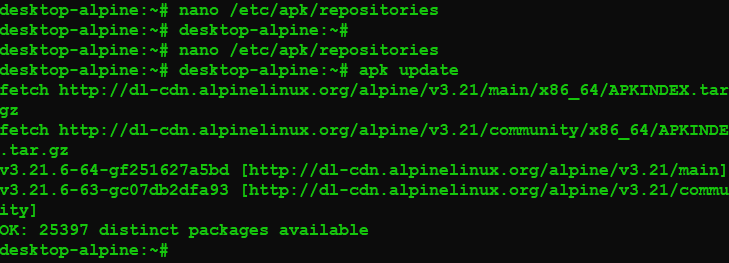 desktop-alpine:~# nano /etc/apk/repositories
desktop-alpine:~# desktop-alpine:~#
desktop-alpine:~# nano /etc/apk/repositories
desktop-alpine:~# desktop-alpine:~# apk update
fetch http://dl-cdn.alpinelinux.org/alpine/v3.21/main/x86_64/APKINDEX.tar
gz
fetch http://dl-cdn.alpinelinux.org/alpine/v3.21/community/x86_64/APKINDE
.tar.gz
v3.21.6-64-gf251627a5bd [http://dl-cdn.alpinelinux.org/alpine/v3.21/main]
v3.21.6-63-gc07db2dfa93 [http://dl-cdn.alpinelinux.org/alpine/v3.21/commu
ity]
OK: 25397 distinct packages available
desktop-alpine:~#